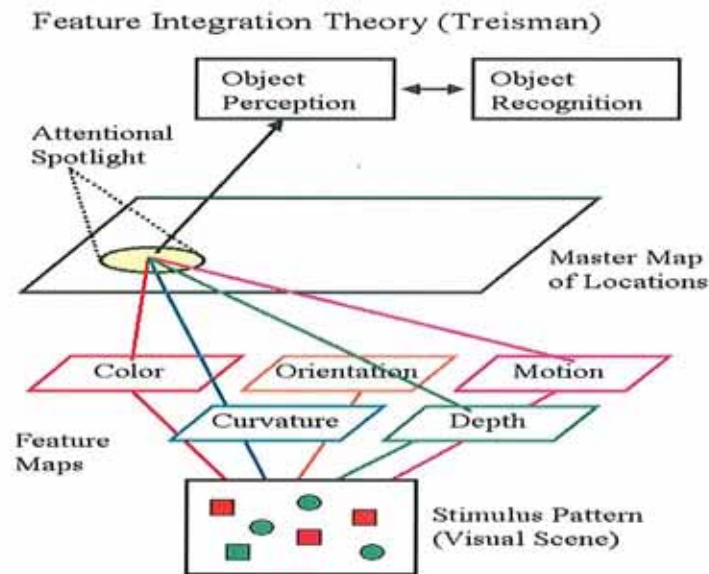 Feature Integration Theory (Treisman)
Object
Perception
Object
Recognition
Attentional
Spotlight
Master Map
of Locations
Color
Orientation
Motion
Curvature
Depth
Feature
Maps
Stimulus Pattern
(Visual Scene)